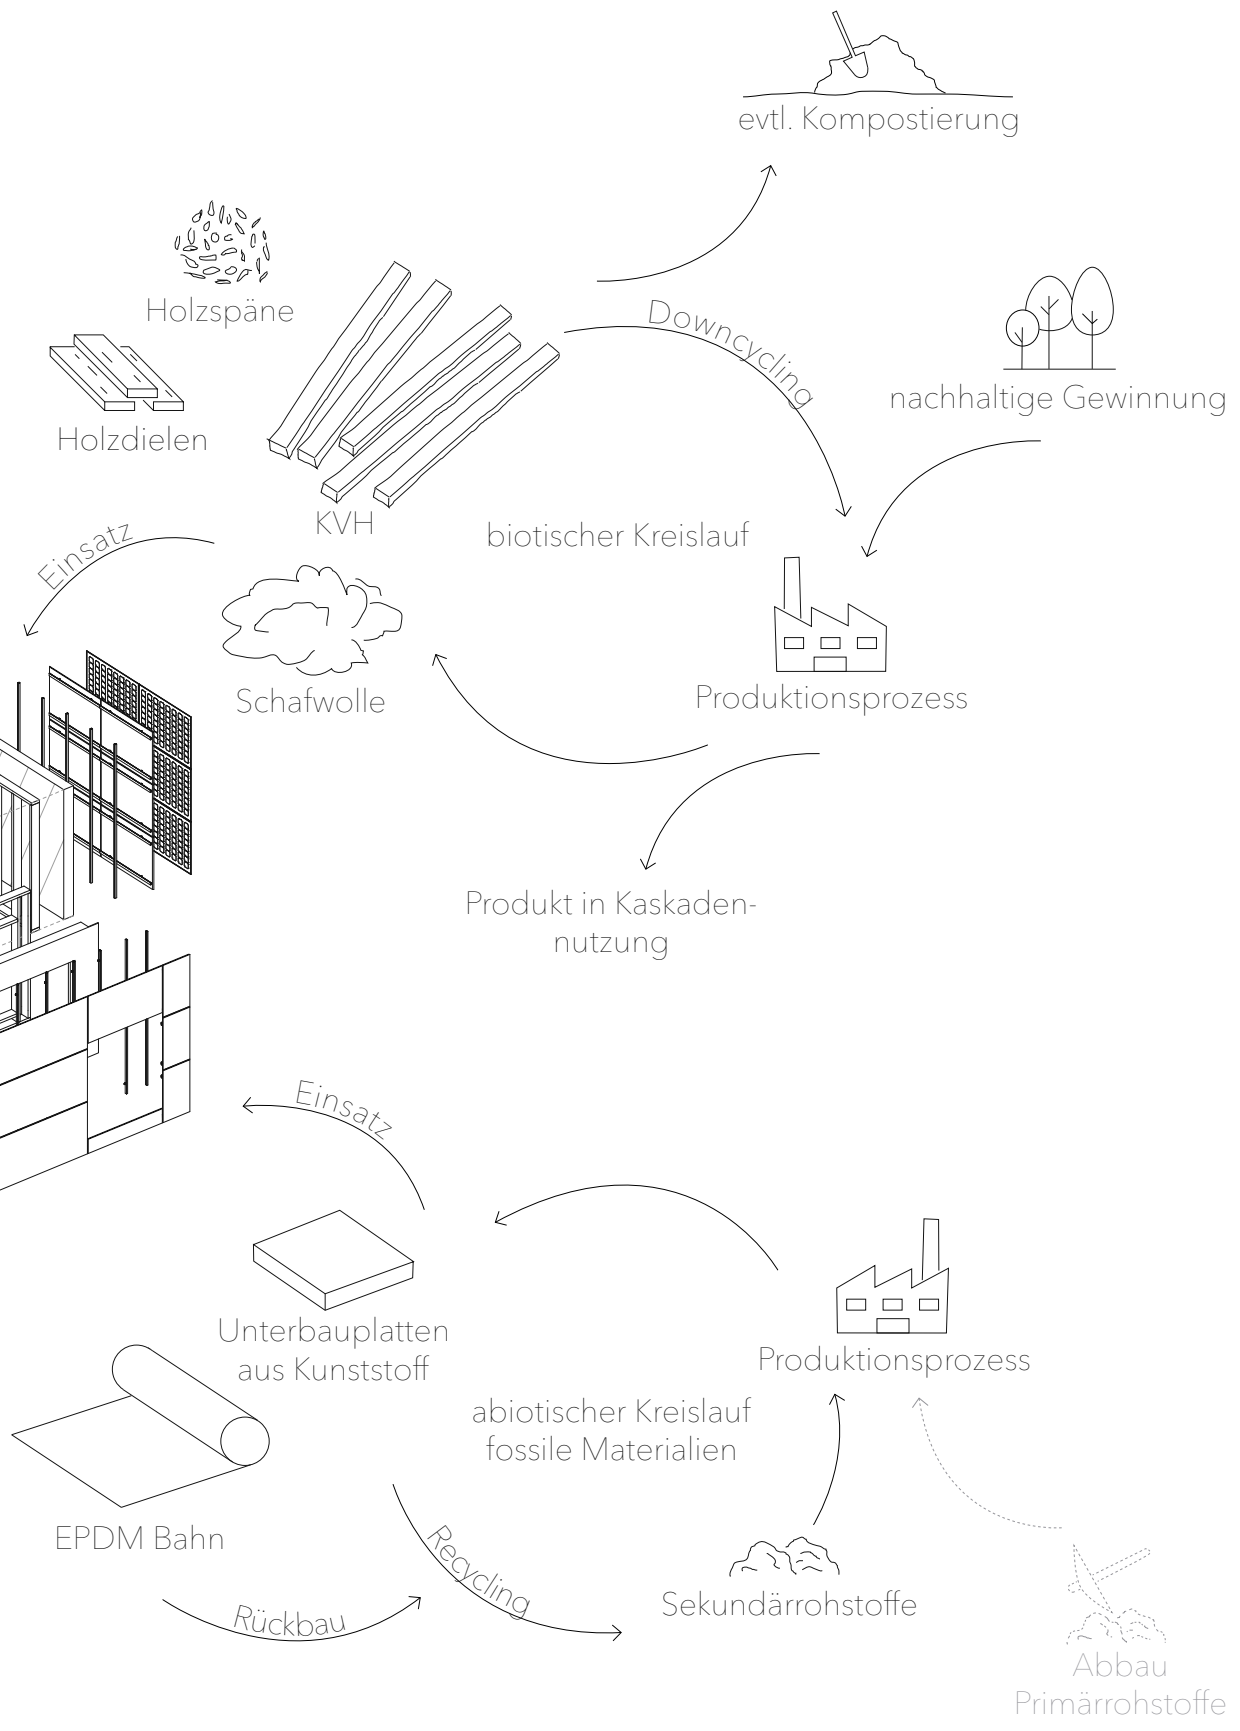 evtl. Kompostierung
Holzspäne
Downcycling
nachhaltige Gewinnung
Holzdielen
KVH
biotischer Kreislauf
Einsatz
Schafwolle
Produktionsprozess
Produkt in Kaskaden-
nutzung
Einsatz
Unterbauplatten
aus Kunststoff
Produktionsprozess
abiotischer Kreislauf
fossile Materialien
EPDM Bahn
Recycling
Sekundärrohstoffe
Rückbau
Abbau
Primärrohstoffe